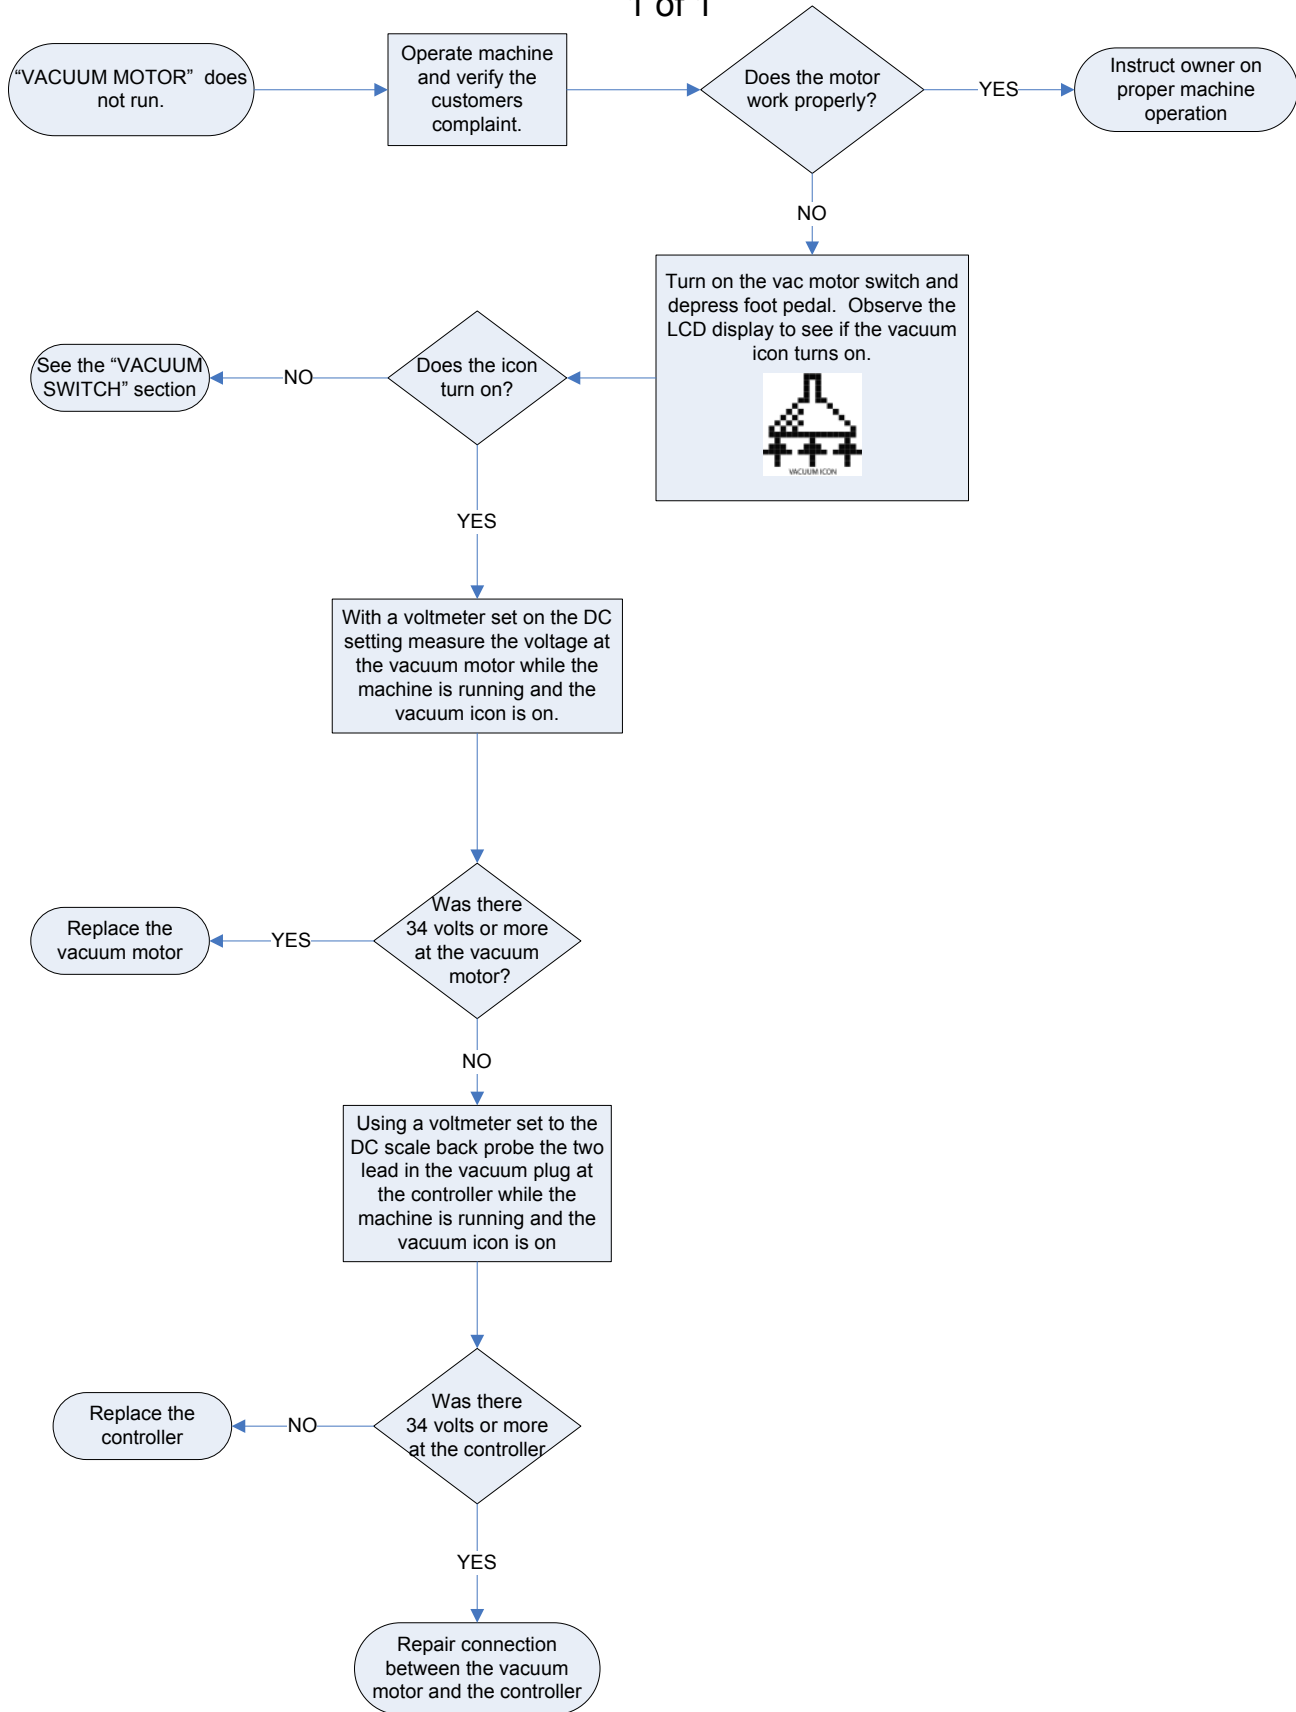 1 of 1
“VACUUM MOTOR”  does
not run.
Operate machine
and verify the
customers
complaint.
Does the motor
work properly?
YES
Instruct owner on
proper machine
operation
NO
Turn on the vac motor switch and
depress foot pedal.  Observe the
LCD display to see if the vacuum
icon turns on.
VACUUM ICON
Does the icon
turn on?
NO
See the “VACUUM
SWITCH” section
YES
With a voltmeter set on the DC
setting measure the voltage at
the vacuum motor while the
machine is running and the
vacuum icon is on.
Was there
34 volts or more
at the vacuum
motor?
YES
Replace the
vacuum motor
NO
Using a voltmeter set to the
DC scale back probe the two
lead in the vacuum plug at
the controller while the
machine is running and the
vacuum icon is on
Was there
34 volts or more
at the controller
NO
Replace the
controller
YES
Repair connection
between the vacuum
motor and the controller